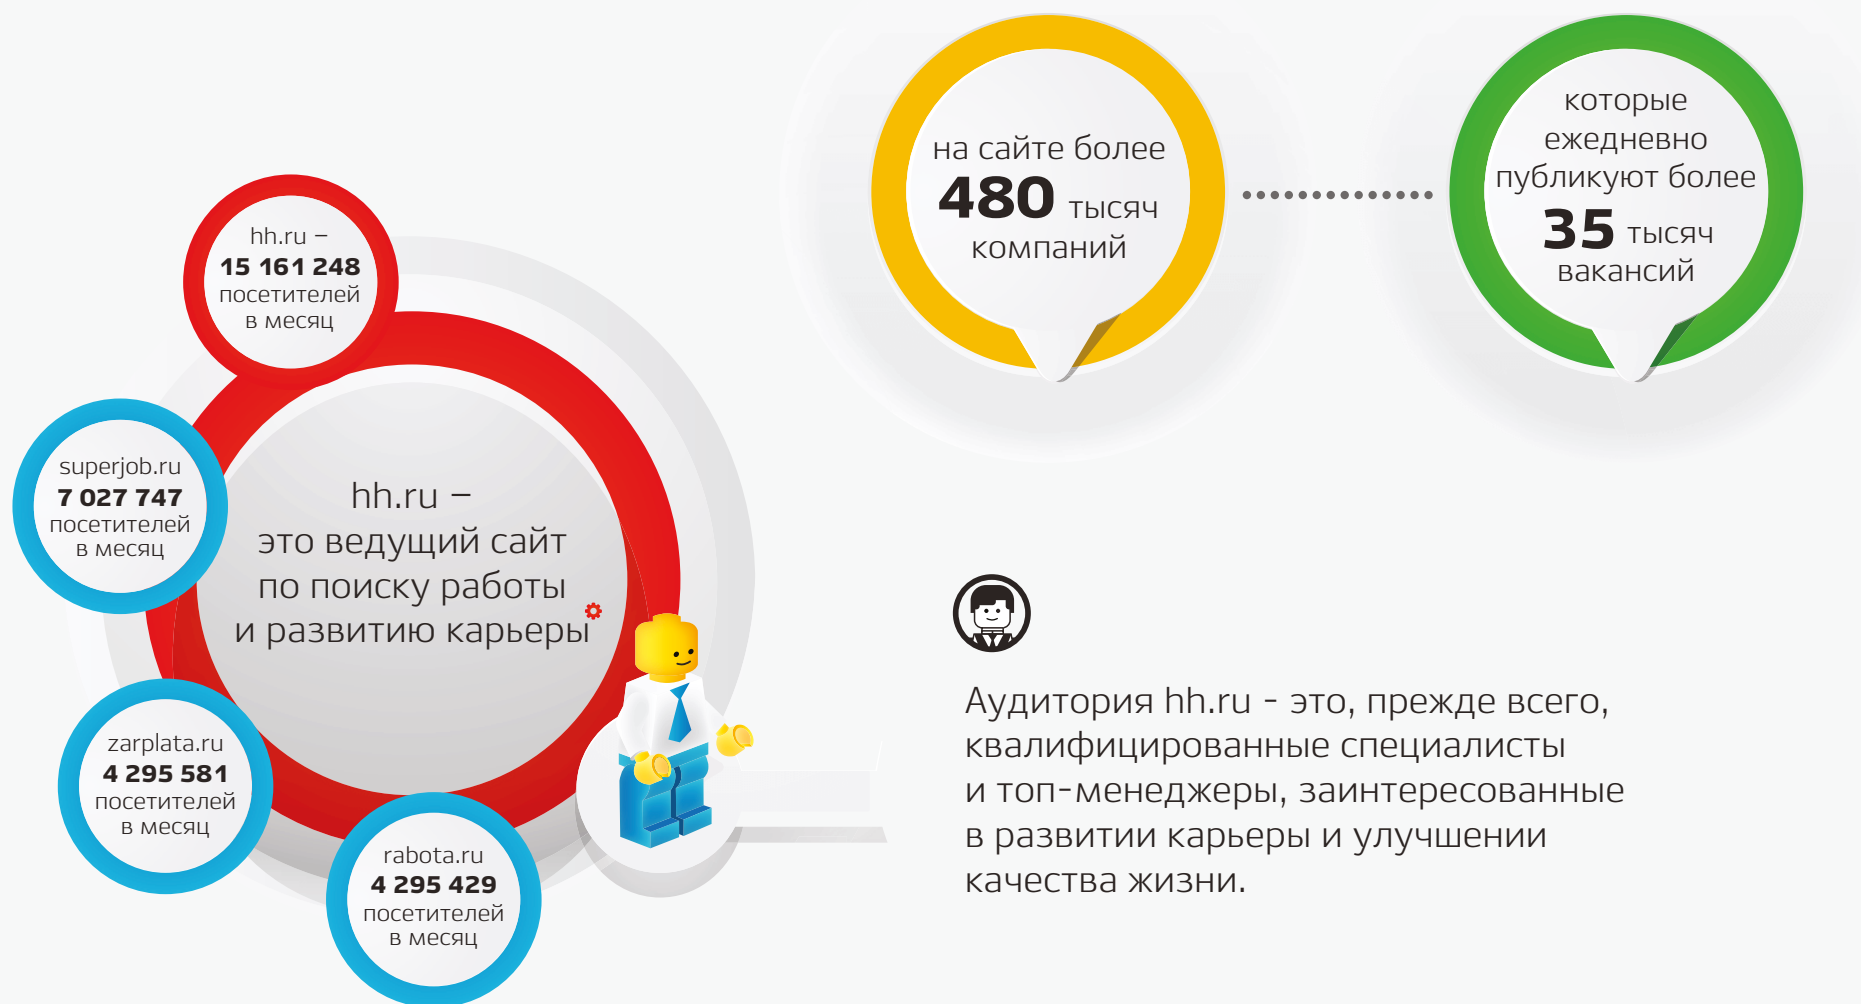 на сайте более
480 тысяч
компаний
которые
ежедневно
публикуют более
35 тысяч
вакансий
hh.ru –
15 161 248
посетителей
в месяц
superjob.ru
7 027 747
посетителей
в месяц
zarplata.ru
4 295 581
посетителей
в месяц
rabota.ru
4 295 429
посетителей
в месяц
hh.ru –
это ведущий сайт
по поиску работы
и развитию карьеры
Аудитория hh.ru - это, прежде всего,
квалифицированные специалисты
и топ-менеджеры, заинтересованные
в развитии карьеры и улучшении
качества жизни.